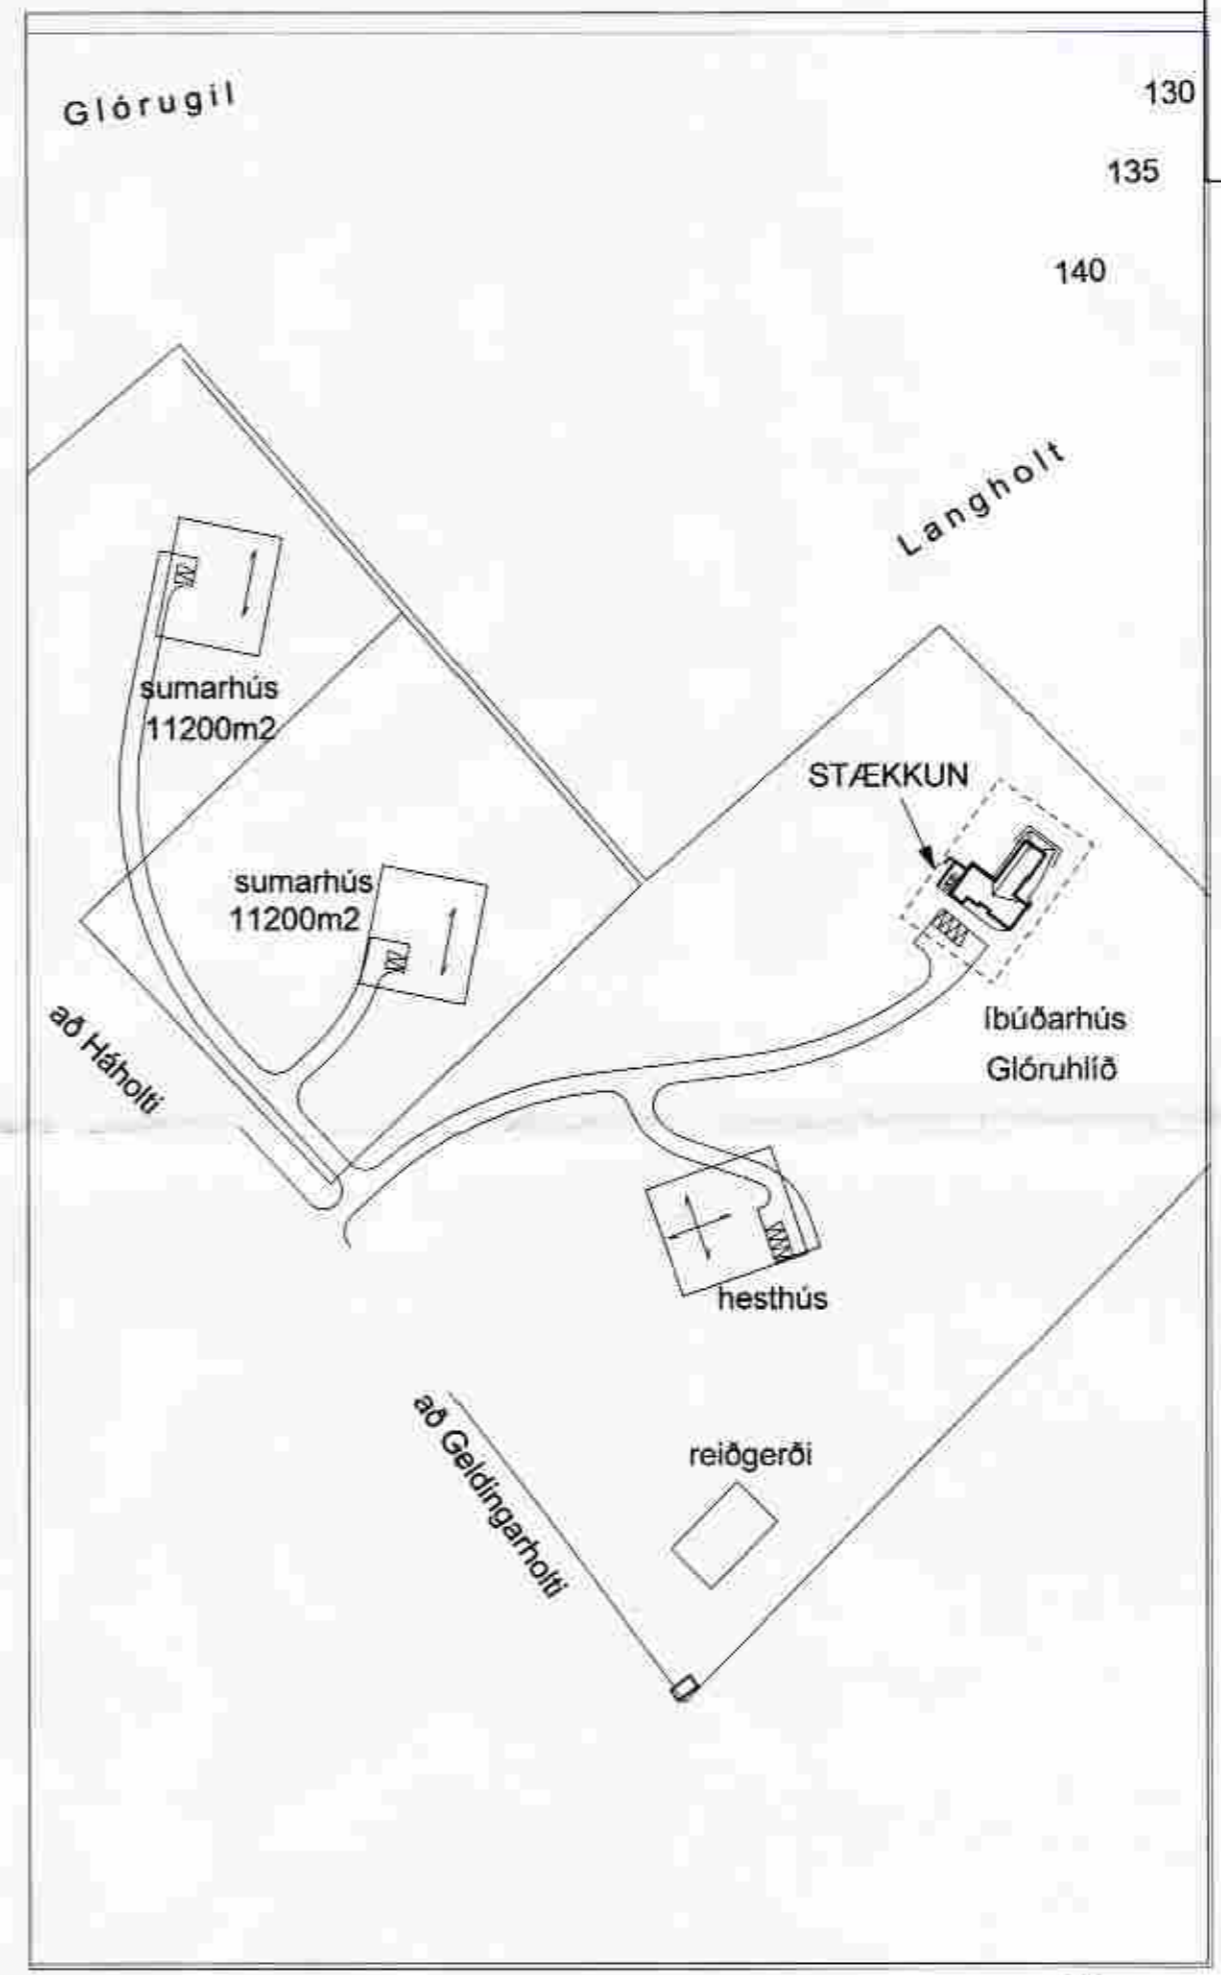 Glórugil
130
135
140
Langholt
sumarhús
11200m2
STÆKKUN
sumarhús
11200m2
íbúðarhús
Glóruhlíð
að Háholti
hesthús
að Geldingarholti
reiðgerði